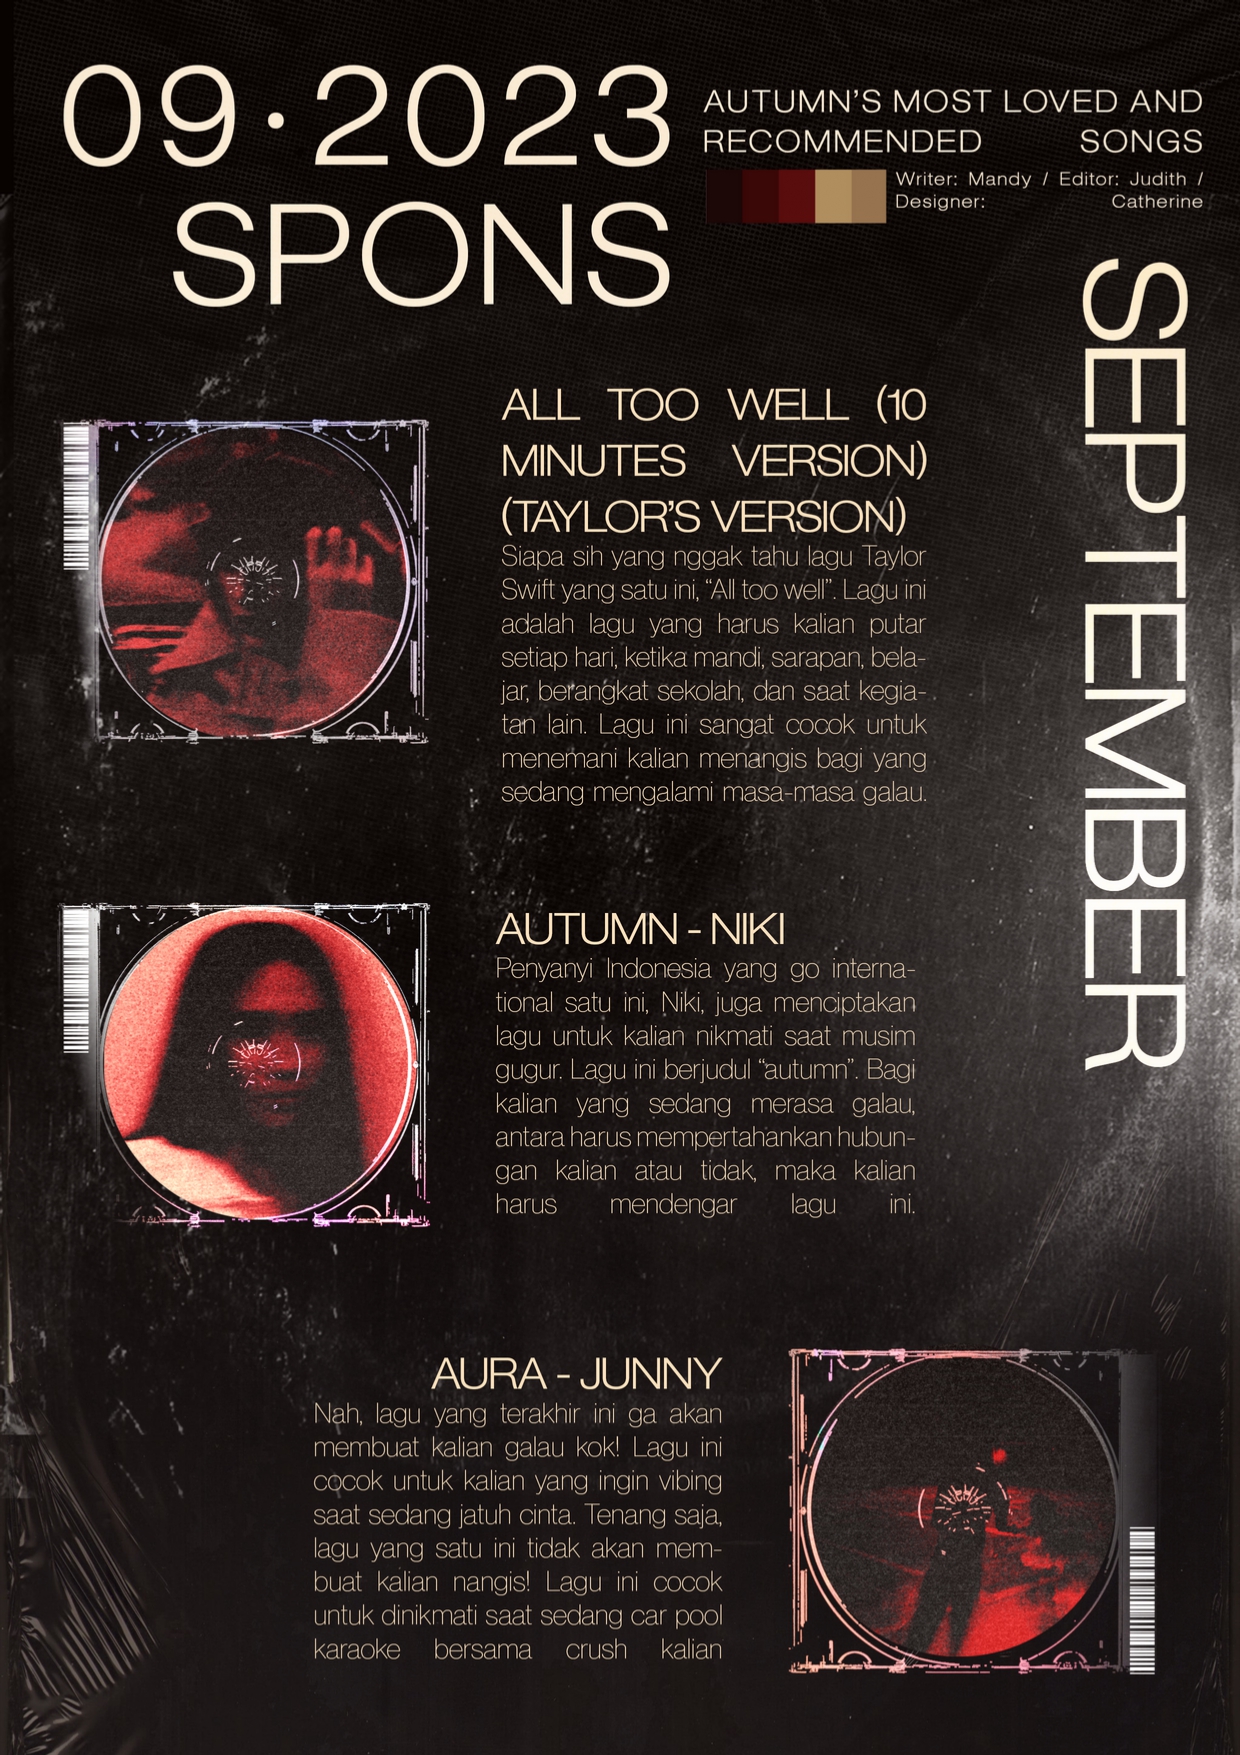 09·2023
SPONS
AUTUMN'S MOST LOVED AND
RECOMMENDED SONGS
Writer: Mandy / Editor: Judith /
Designer: Catherine
SEPTEMBER
ALL TOO WELL (10
MINUTES VERSION)
(TAYLOR'S VERSION)
Siapa sih yang nggak tahu lagu Taylor
Swift yang satu ini, “All too well”. Lagu ini
adalah lagu yang harus kalian putar
setiap hari, ketika mandi, sarapan, bela-
jar, berangkat sekolah, dan saat kegia-
tan lain. Lagu ini sangat cocok untuk
menemani kalian menangis bagi yang
sedang mengalami masa-masa galau.
AUTUMN - NIKI
Penyanyi Indonesia yang go interna-
tional satu ini, Niki, juga menciptakan
lagu untuk kalian nikmati saat musim
gugur. Lagu ini berjudul “autumn”. Bagi
kalian yang sedang merasa galau,
antara harus mempertahankan hubun-
gan kalian atau tidak, maka kalian
harus mendengar lagu ini.
AURA - JUNNY
Nah, lagu yang terakhir ini ga akan
membuat kalian galau kok! Lagu ini
cocok untuk kalian yang ingin vibing
saat sedang jatuh cinta. Tenang saja,
lagu yang satu ini tidak akan mem-
buat kalian nangis! Lagu ini cocok
untuk dinikmati saat sedang car pool
karaoke bersama crush kalian